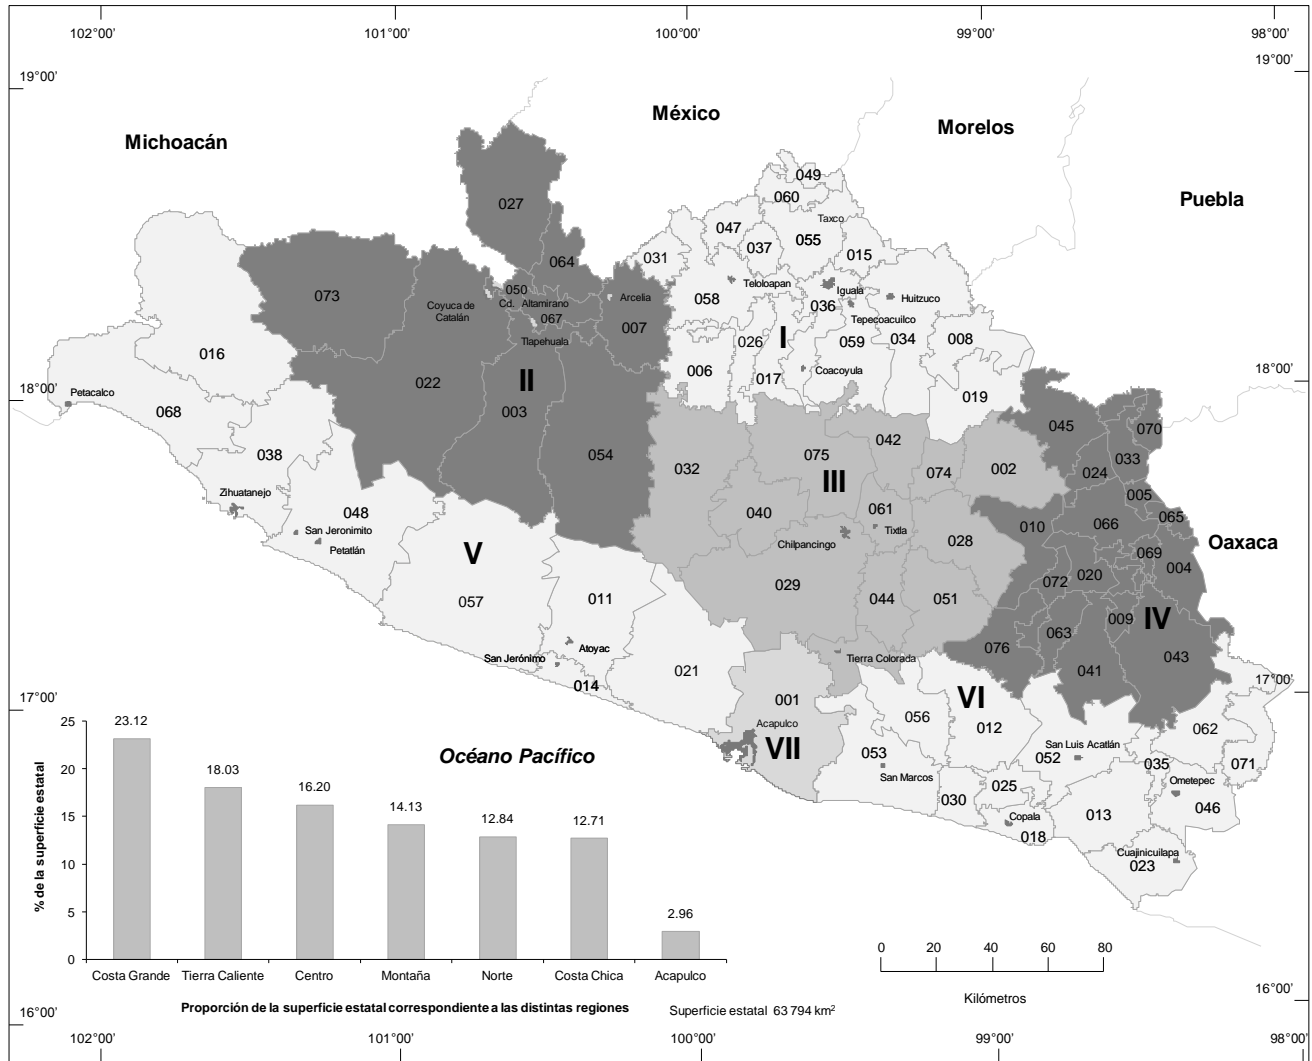 102°00' 101°00' 100°00' 99°00' 98°00'
19°00' 19°00'
México
Morelos
Michoacán
Puebla
Oaxaca
049
060
027 Taxco
047
037 055
015
031
064
073 050 Teloloapan Iguala Huitzuco
Cd. Altamirano Arcelia 058 036
Coyuca de
Catalán
067 007 Tepecoacuilco
Tlapehuala 026 I 059 034 008
016
006 017 Coacoyula
022 II 019
18°00' 18°00'
Petacalco
068 003
045 070
038 054 032 075 042
III 074 002 024 033
Zihuatanejo 005
048 040 061 010 066 065
San Jeronimito Chilpancingo Tixtla
Petatlán 028 069
V 004
072 020
057 011 029 044 051
009 IV
063
San Jerónimo Atoyac 076 043
Tierra Colorada
014 021 041
001 VI
17°00' 17°00'
056 012 062
Acapulco
VII San Luis Acatlán
053 052 035 071
San Marcos 025 Ometepec
030 046
Copala 013
018
Cuajinicuilapa
023
Océano Pacífico
% de la superficie estatal
25
20
15
10
5
0
23.12
18.03
16.20
14.13
12.84
12.71
2.96
Costa Grande Tierra Caliente Centro Montaña Norte Costa Chica Acapulco
Proporción de la superficie estatal correspondiente a las distintas regiones
Superficie estatal 63 794 km²
0 20 40 60 80
Kilómetros
16°00' 16°00'
102°00' 101°00' 100°00' 99°00' 98°00'